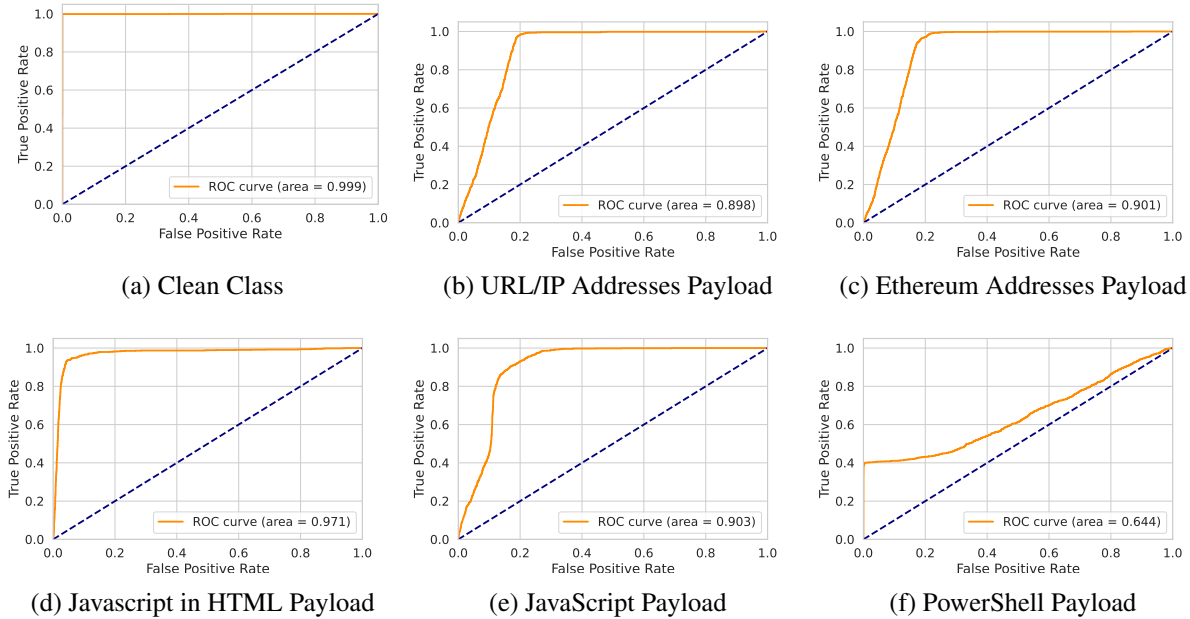 1.0
0.8
0.6
0.4
0.2
0.0
True Positive Rate
ROC curve (area = 0.999)
0.0 0.2 0.4 0.6 0.8 1.0
False Positive Rate
(a) Clean Class
1.0
0.8
0.6
0.4
0.2
0.0
True Positive Rate
ROC curve (area = 0.898)
0.0 0.2 0.4 0.6 0.8 1.0
False Positive Rate
(b) URL/IP Addresses Payload
1.0
0.8
0.6
0.4
0.2
0.0
True Positive Rate
ROC curve (area = 0.901)
0.0 0.2 0.4 0.6 0.8 1.0
False Positive Rate
(c) Ethereum Addresses Payload
1.0
0.8
0.6
0.4
0.2
0.0
True Positive Rate
ROC curve (area = 0.971)
0.0 0.2 0.4 0.6 0.8 1.0
False Positive Rate
(d) Javascript in HTML Payload
1.0
0.8
0.6
0.4
0.2
0.0
True Positive Rate
ROC curve (area = 0.903)
0.0 0.2 0.4 0.6 0.8 1.0
False Positive Rate
(e) JavaScript Payload
1.0
0.8
0.6
0.4
0.2
0.0
True Positive Rate
ROC curve (area = 0.644)
0.0 0.2 0.4 0.6 0.8 1.0
False Positive Rate
(f) PowerShell Payload